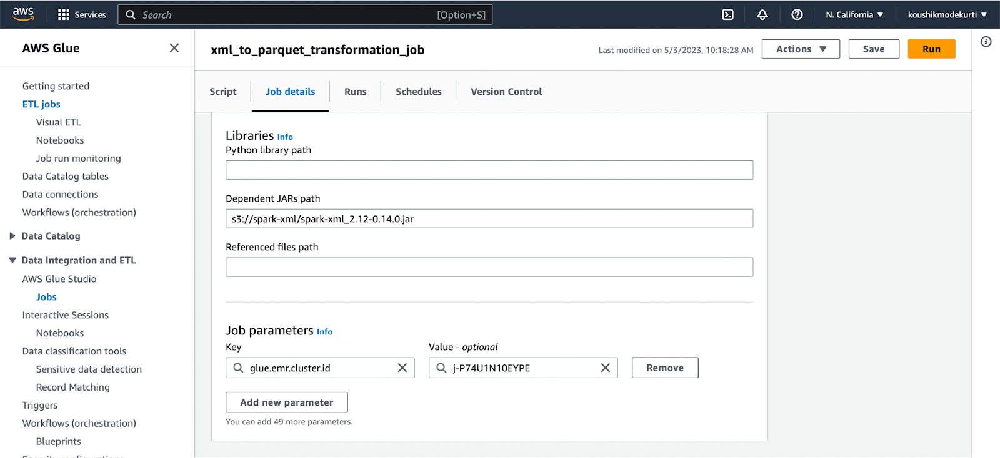 aws
Services
Search
[Option+S]
N. California
koushikmodekurti
AWS Glue
Getting started
ETL jobs
Visual ETL
Notebooks
Job run monitoring
Data Catalog tables
Data connections
Workflows (orchestration)
Data Catalog
Data Integration and ETL
AWS Glue Studio
Jobs
Interactive Sessions
Notebooks
Data classification tools
Sensitive data detection
Record Matching
Triggers
Workflows (orchestration)
Blueprints
xml_to_parquet_transformation_job
Last modified on 5/3/2023, 10:18:28 AM
Actions
Save
Run
Script
Job details
Runs
Schedules
Version Control
Libraries Info
Python library path
Dependent JARs path
s3://spark-xml/spark-xml_2.12-0.14.0.jar
Referenced files path
Job parameters Info
Key
Value - optional
glue.emr.cluster.id
j-P74U1N10EYPE
Remove
Add new parameter
You can add 49 more parameters.